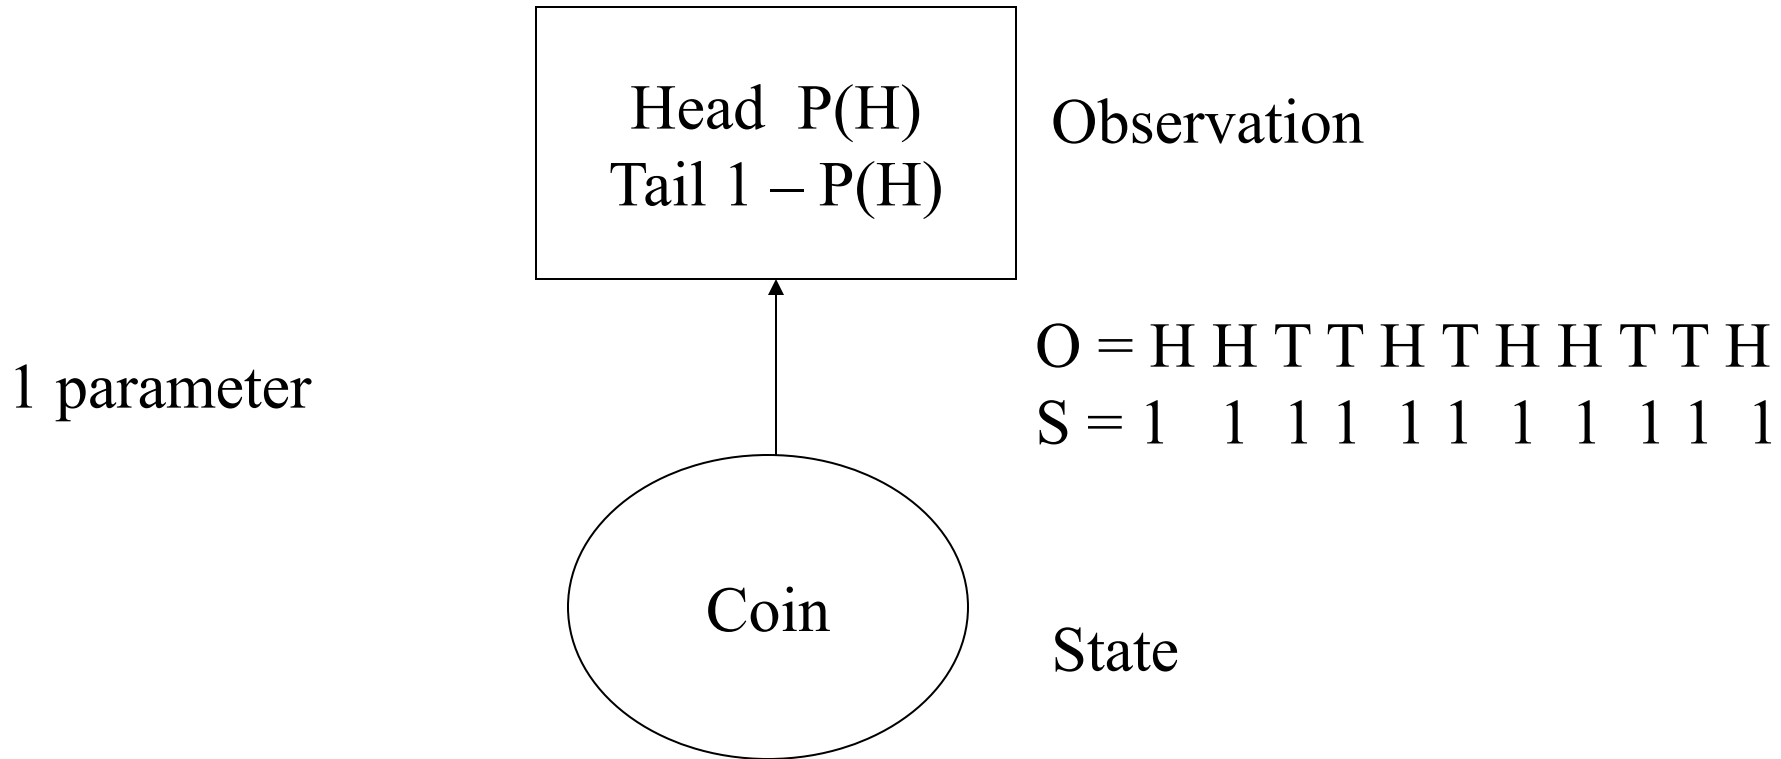 Head P(H)
Tail 1 – P(H)
Observation
1 parameter
O = H H T T H T H H T T H
S = 1 1 1 1 1 1 1 1 1 1 1
Coin
State